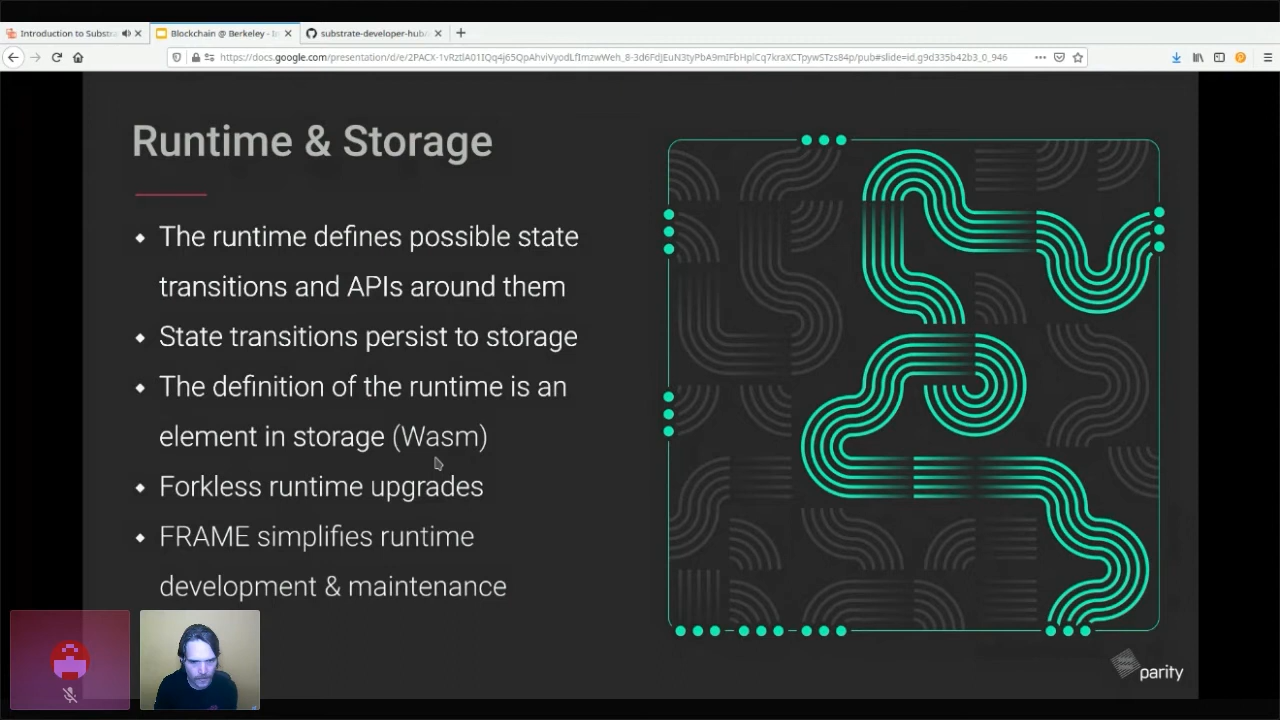 Introduction to Substra
Blockchain @ Berkeley - In
substrate-developer-hub
Runtime & Storage
The runtime defines possible state
transitions and APIs around them
State transitions persist to storage
The definition of the runtime is an
element in storage (Wasm)
Forkless runtime upgrades
FRAME simplifies runtime
development & maintenance
parity